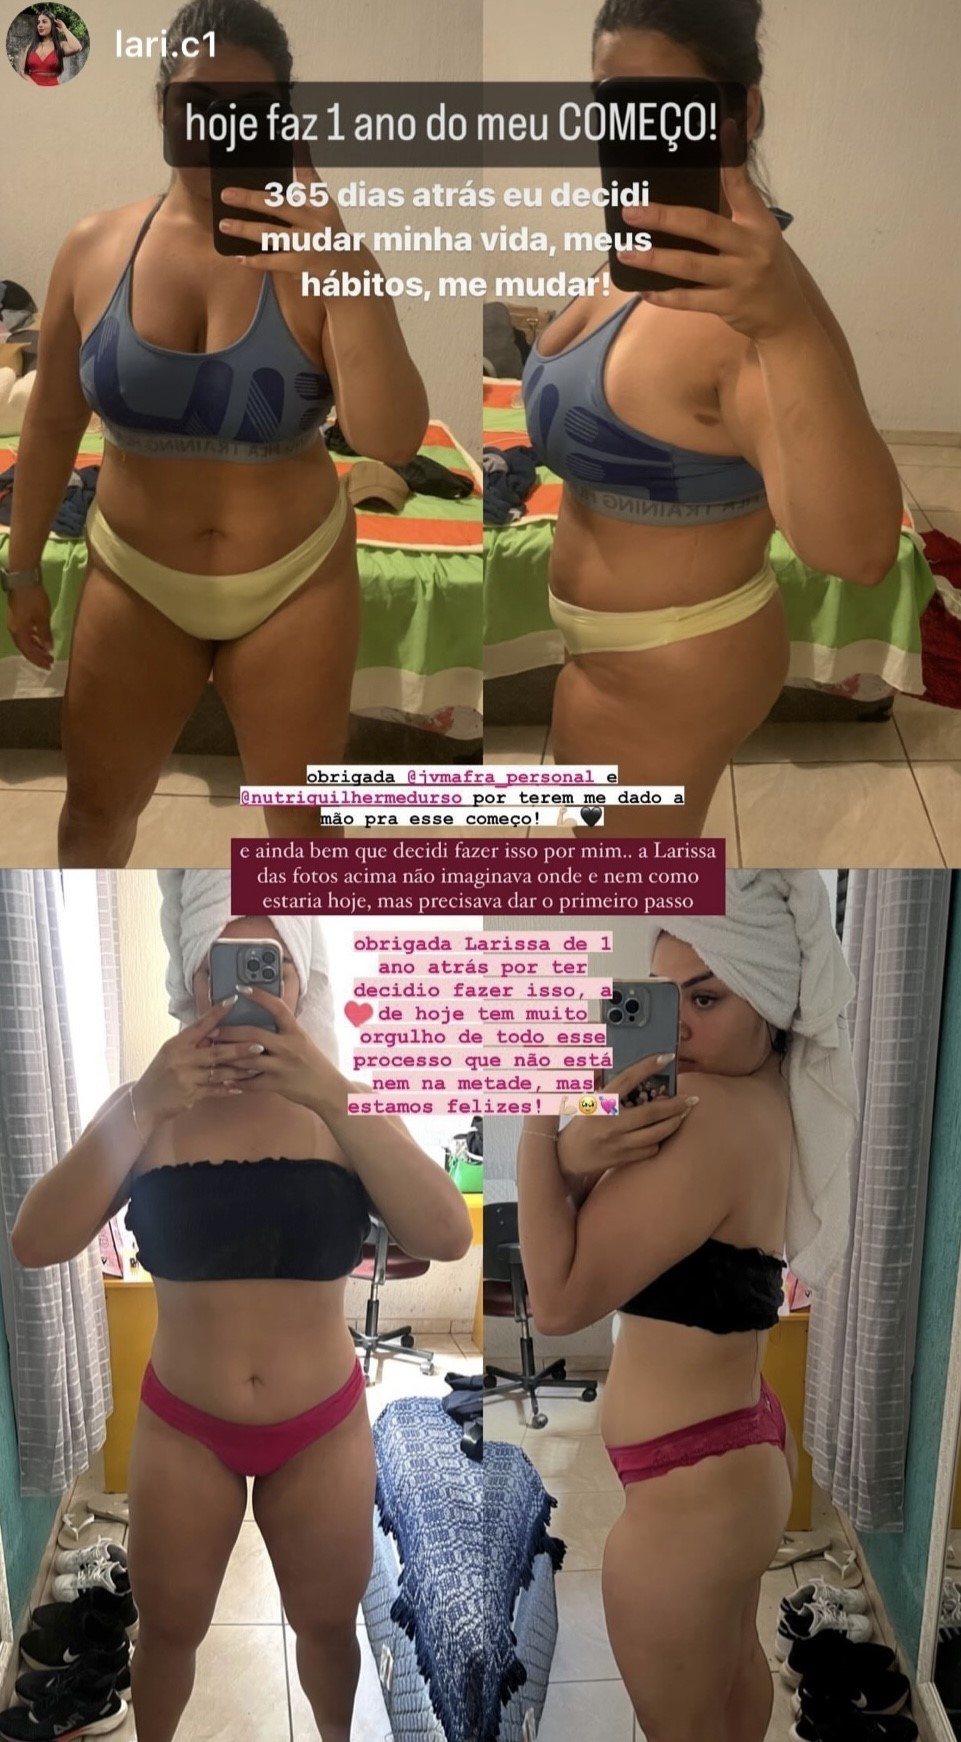 lari.c1
hoje faz 1 ano do meu COMEÇO!
365 dias atrás eu decidi
mudar minha vida, meus
hábitos, me mudar!
obrigada @jvmafra_personal e
@nutriguilhermedurso por terem me dado a
mão pra esse começo! 💪🏼🖤
e ainda bem que decidi fazer isso por mim.. a Larissa
das fotos acima não imaginava onde e nem como
estaria hoje, mas precisava dar o primeiro passo
obrigada Larissa de 1
ano atrás por ter
decidio fazer isso, a
❤️ de hoje tem muito
orgulho de todo esse
processo que não está
nem na metade, mas
estamos felizes! 💪🏼🥹💘